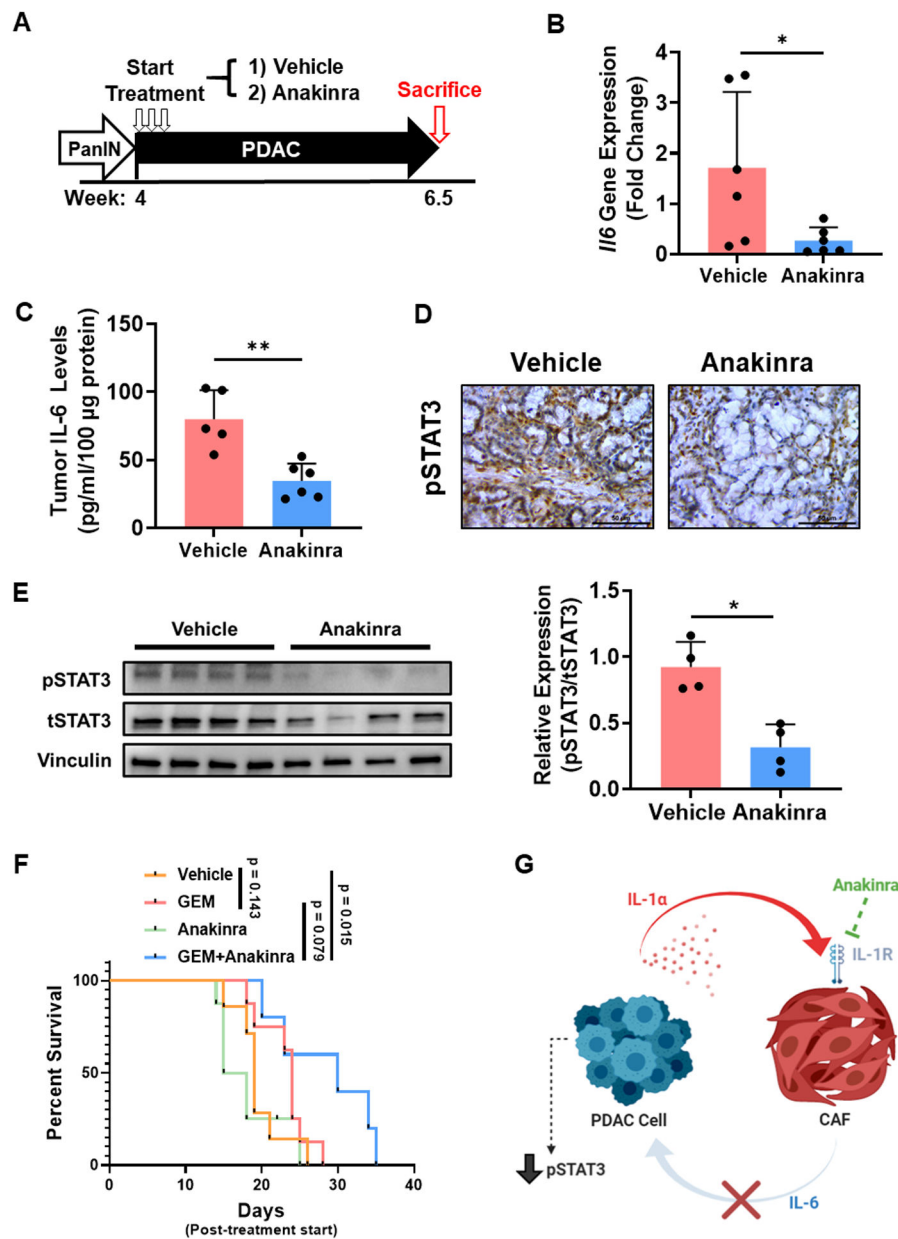 A
Start
Treatment
1) Vehicle
2) Anakinra
Sacrifice
PanIN
PDAC
Week: 4
6.5
B
Il6 Gene Expression
(Fold Change)
4
3
2
1
0
*
Vehicle
Anakinra
C
Tumor IL-6 Levels
(pg/ml/100 µg protein)
150
100
50
0
**
Vehicle
Anakinra
D
Vehicle
Anakinra
pSTAT3
E
Vehicle
Anakinra
pSTAT3
tSTAT3
Vinculin
Relative Expression
(pSTAT3/tSTAT3)
1.5
1.0
0.5
0.0
*
Vehicle Anakinra
F
Vehicle
GEM
Anakinra
GEM+Anakinra
p = 0.143
p = 0.079
p = 0.015
Percent Survival
100
50
0
0 10 20 30 40
Days
(Post-treatment start)
G
IL-1α
Anakinra
IL-1R
PDAC Cell
CAF
pSTAT3
IL-6